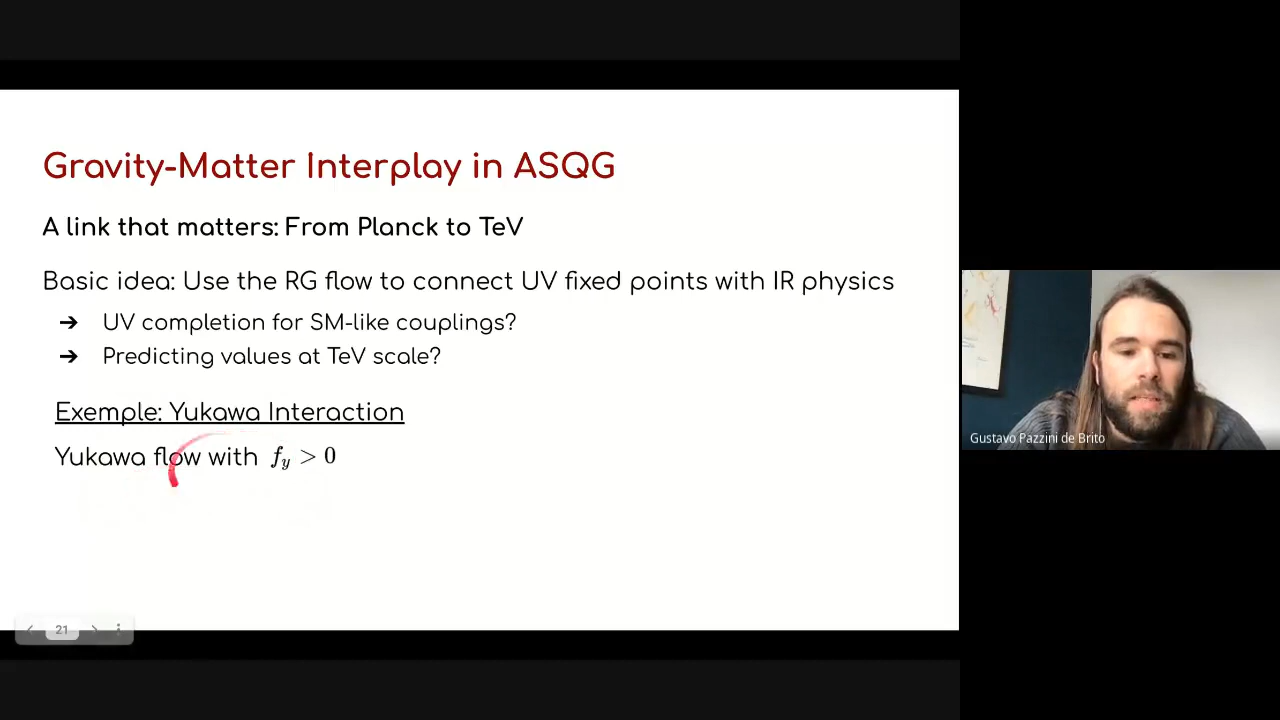 Gravity-Matter Interplay in ASQG
A link that matters: From Planck to TeV
Basic idea: Use the RG flow to connect UV fixed points with IR physics
➔ UV completion for SM-like couplings?
➔ Predicting values at TeV scale?
Exemple: Yukawa Interaction
Yukawa flow with f_y > 0
21
Gustavo Pazzini de Brito